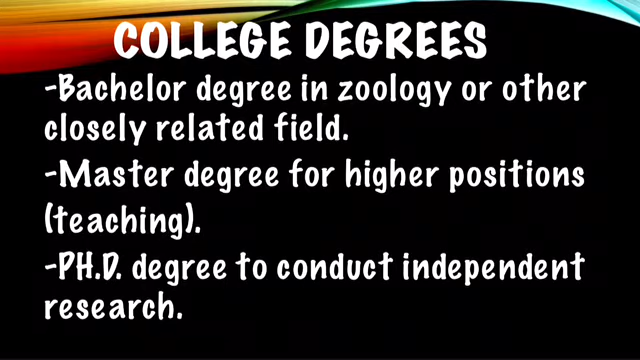 COLLEGE DEGREES
-Bachelor degree in zoology or other
closely related field.
-Master degree for higher positions
(teaching).
-PH.D. degree to conduct independent
research.